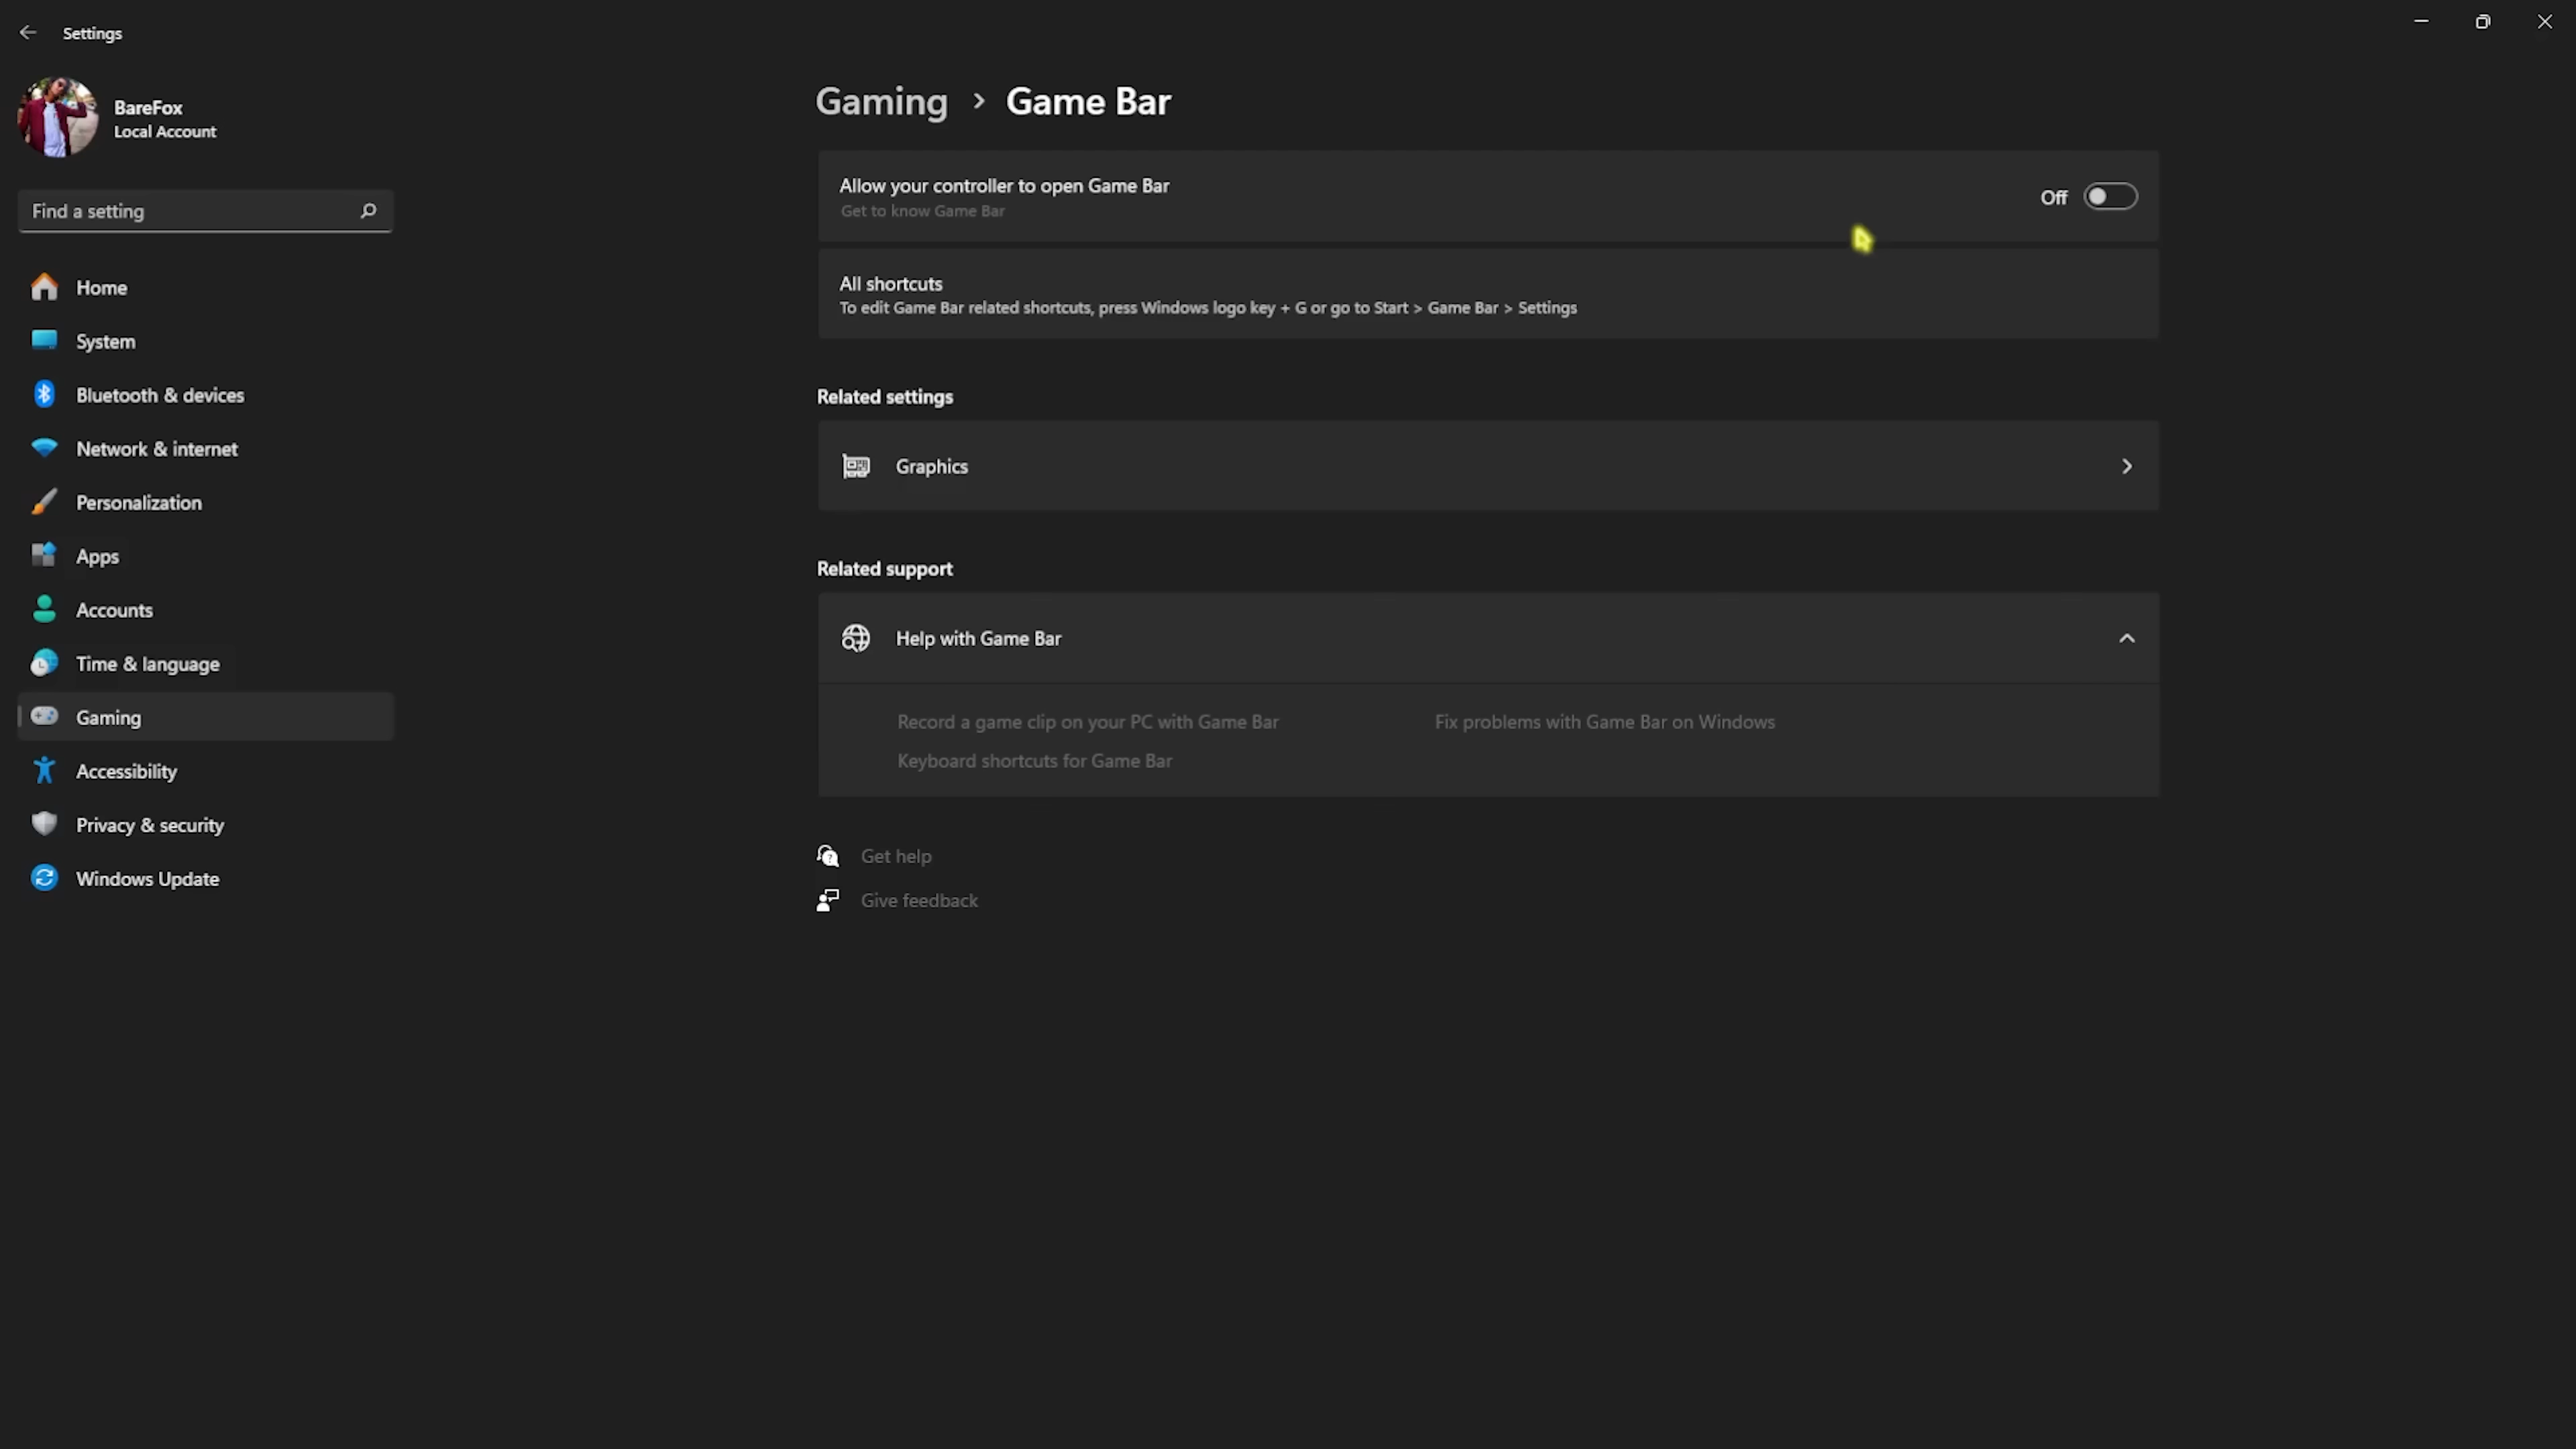 Settings
BareFox
Local Account
Find a setting
Home
System
Bluetooth & devices
Network & internet
Personalization
Apps
Accounts
Time & language
Gaming
Accessibility
Privacy & security
Windows Update
Gaming > Game Bar
Allow your controller to open Game Bar
Get to know Game Bar
Off
All shortcuts
To edit Game Bar related shortcuts, press Windows logo key + G or go to Start > Game Bar > Settings
Related settings
Graphics
Related support
Help with Game Bar
Record a game clip on your PC with Game Bar
Fix problems with Game Bar on Windows
Keyboard shortcuts for Game Bar
Get help
Give feedback